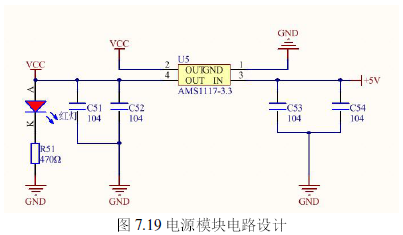 GND
VCC
U5
VCC
2 OUT GND 1
4 OUT IN 3
+5V
AMS1117-3.3
A
K
红灯
C51
104
C52
104
C53
104
C54
104
R51
470Ω
GND
GND
GND
图 7.19 电源模块电路设计